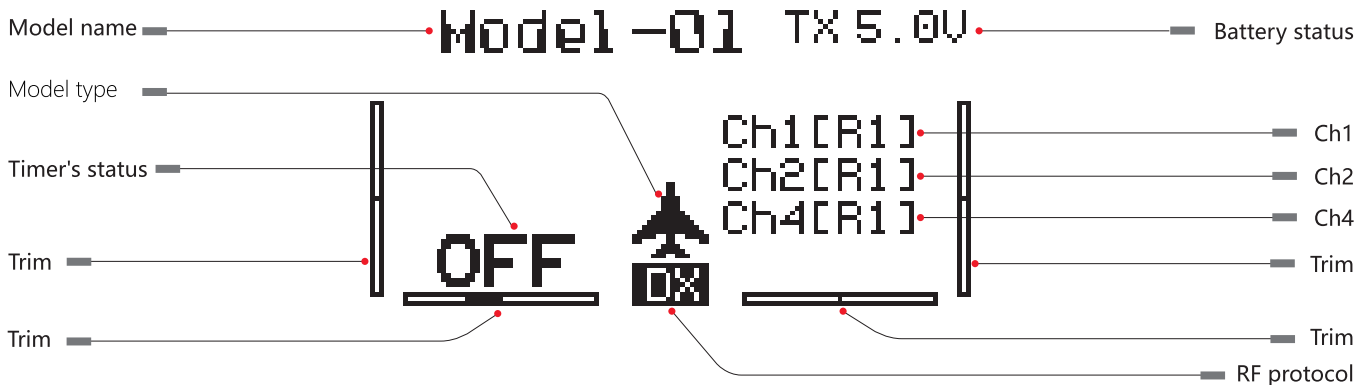 Model name
Model-01
TX 5.0V
Battery status
Model type
Ch1[R1]
Ch1
Timer's status
Ch2[R1]
Ch2
Ch4[R1]
Ch4
OFF
Trim
Trim
DX
Trim
Trim
RF protocol